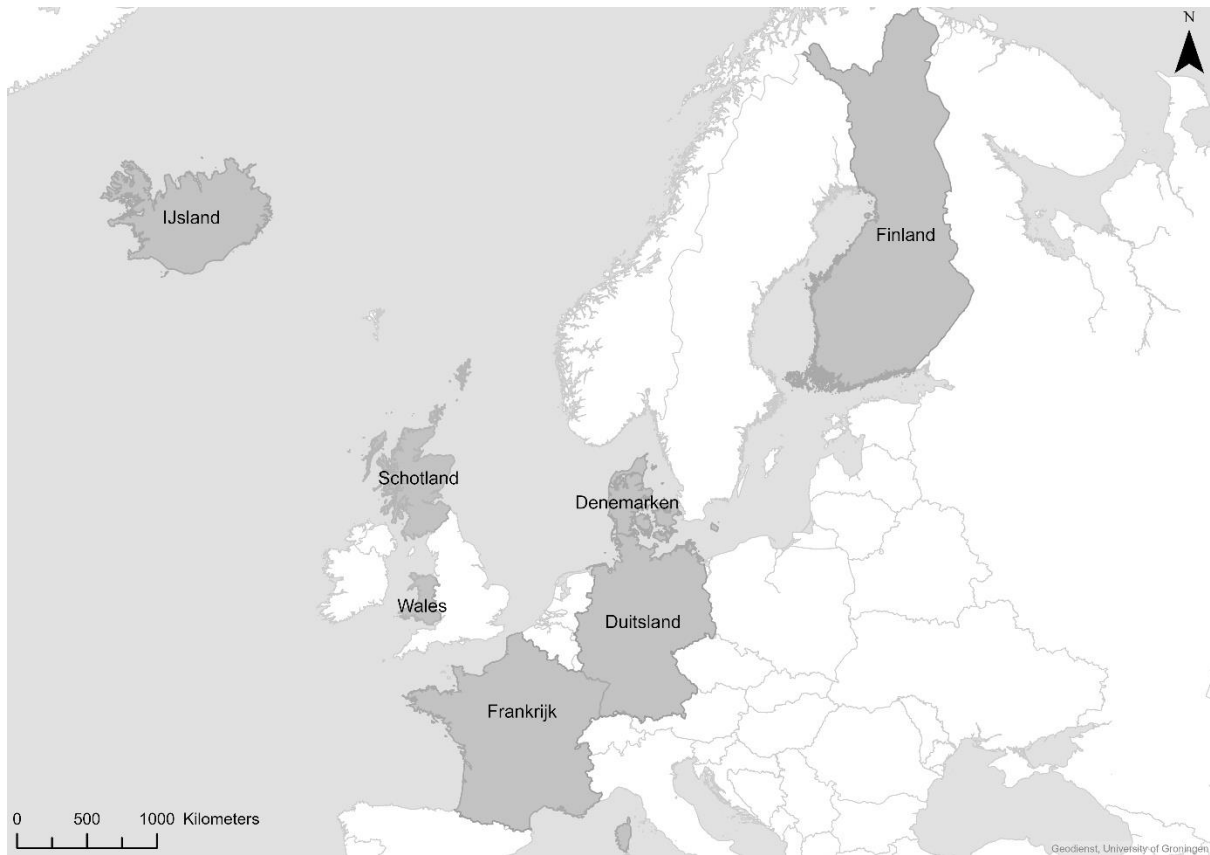 N
IJsland
Finland
Schotland
Denemarken
Wales
Duitsland
Frankrijk
0 500 1000 Kilometers
Geodienst, University of Groningen